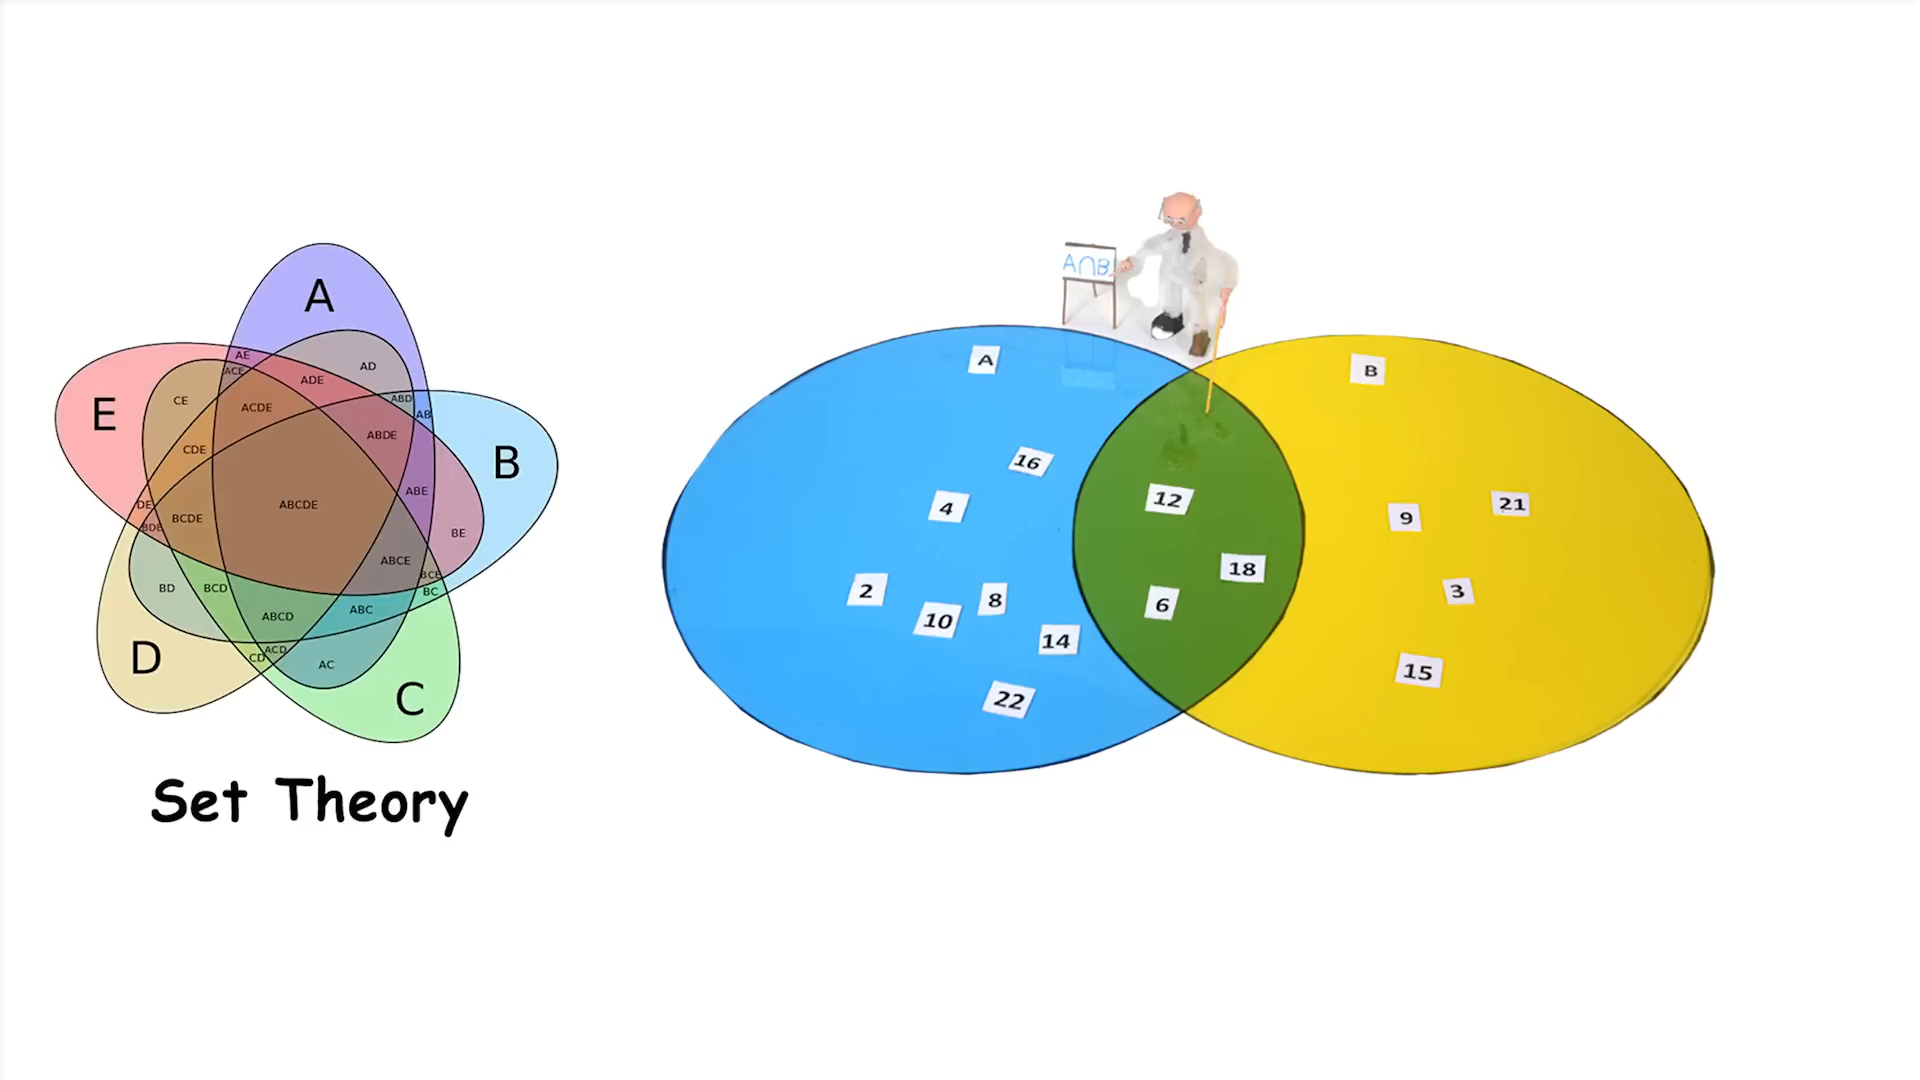 A
AE
ACE
AD
ADE
E
CE
ABD
AB
ACDE
ABDE
B
CDE
ABE
DE
ABCDE
BCDE
BDE
BE
ABCE
BCE
BD
BCD
BC
ABCD
ABC
D
ACD
CD
AC
C
Set Theory
A∩B
A
B
16
4
12
9
21
2
8
18
3
10
6
14
22
15